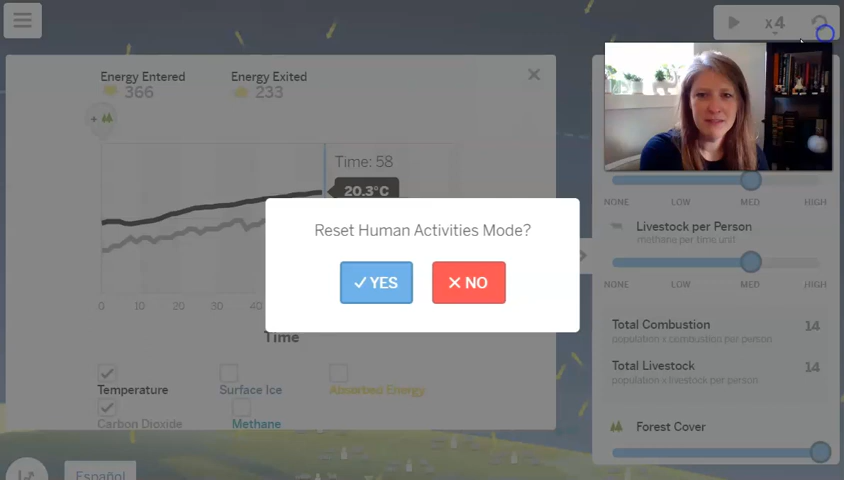 x4
Energy Entered
366
Energy Exited
233
+
Time: 58
20.3°C
0 10 20 30 40
Time
Temperature
Surface Ice
Absorbed Energy
Carbon Dioxide
Methane
Español
Reset Human Activities Mode?
YES
NO
NONE LOW MED HIGH
Livestock per Person
methane per time unit
NONE LOW MED HIGH
Total Combustion
14
population x combustion per person
Total Livestock
14
population x livestock per person
Forest Cover